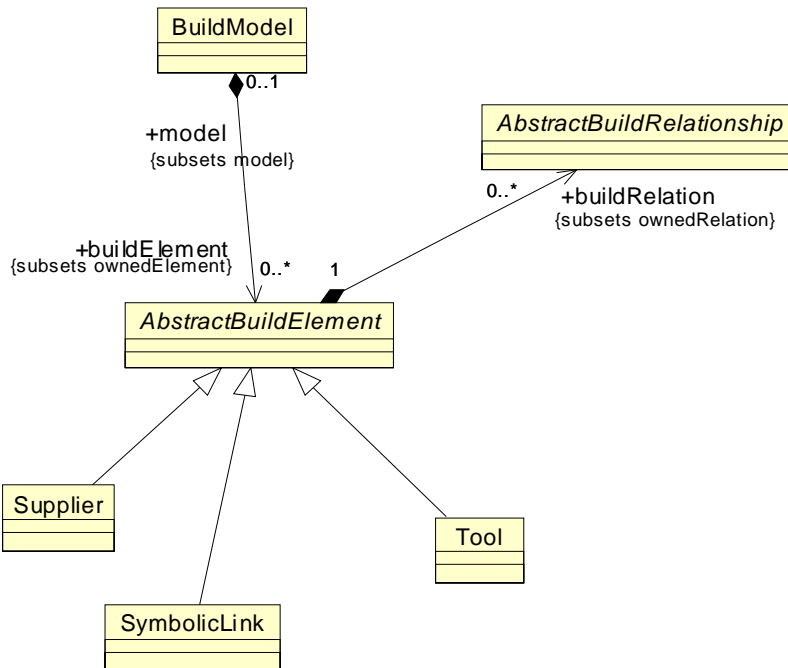 BuildModel
0..1
+model
{subsets model}
AbstractBuildRelationship
0..*
+buildRelation
{subsets ownedRelation}
+buildElement
{subsets ownedElement}
0..*
1
AbstractBuildElement
Supplier
Tool
SymbolicLink